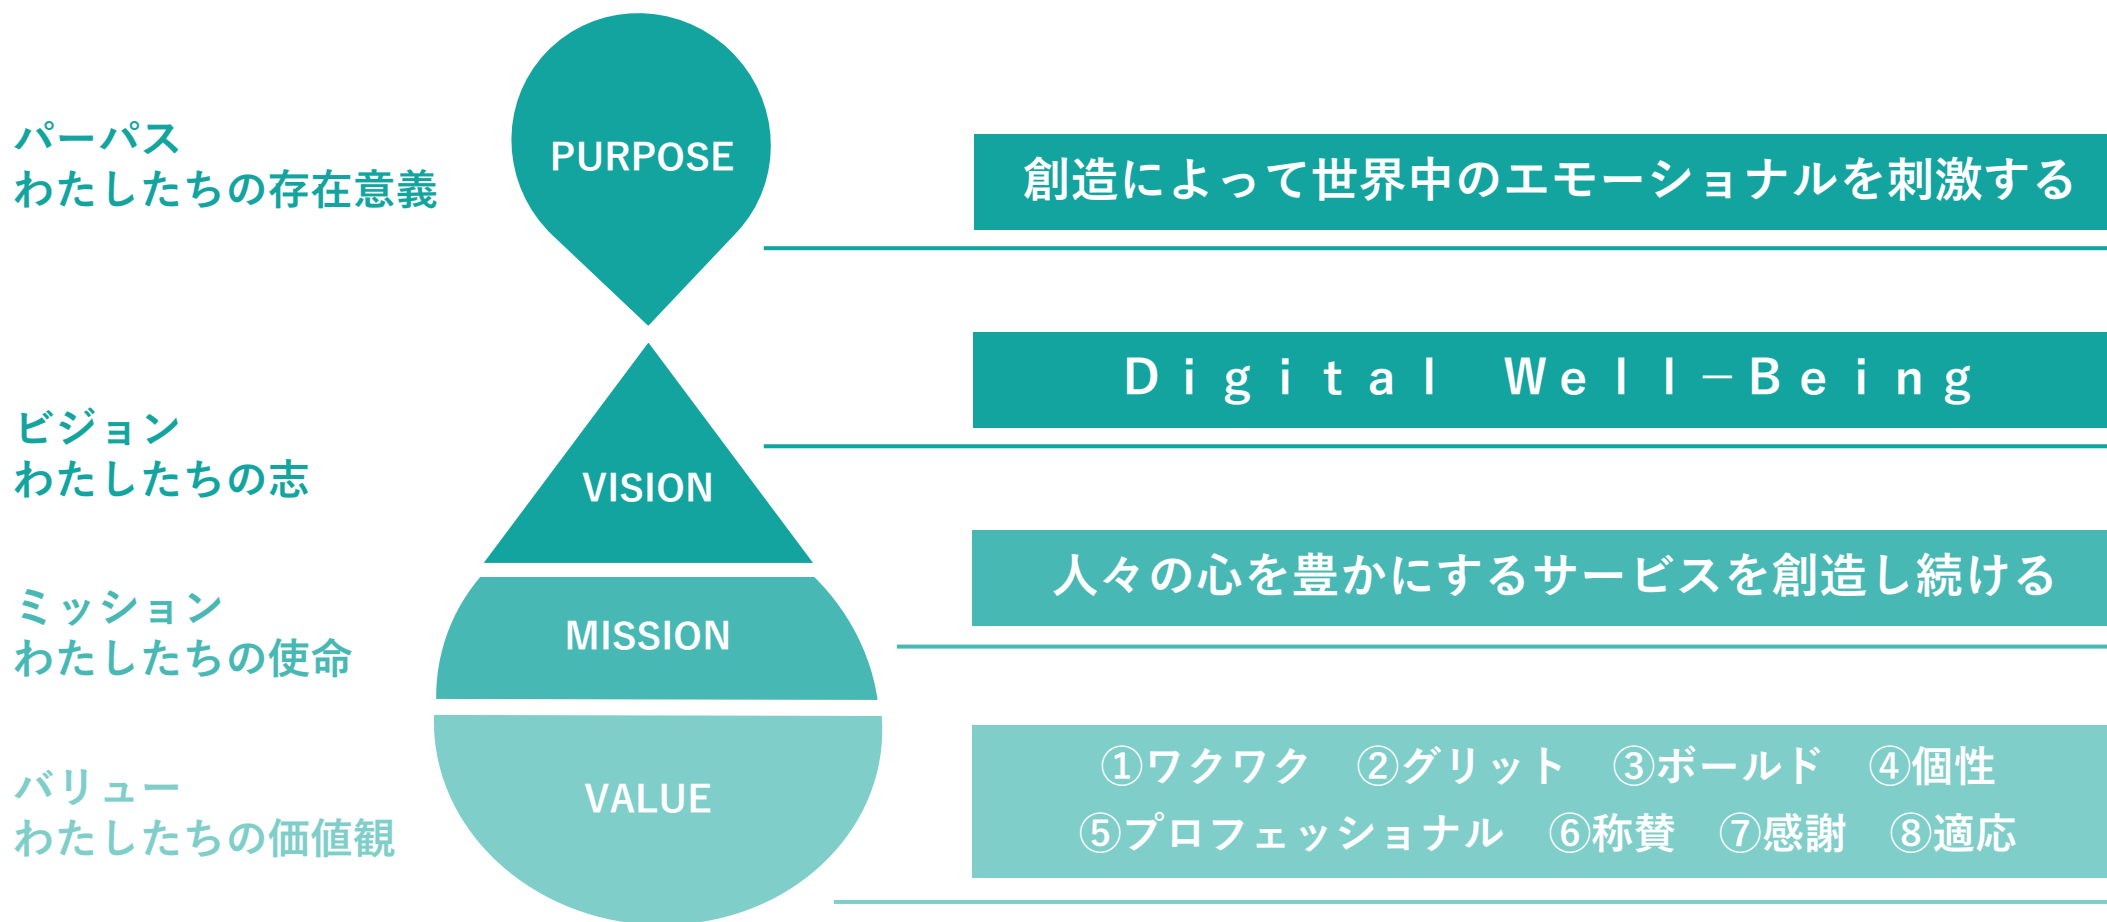 パーパス
わたしたちの存在意義
PURPOSE
創造によって世界中のエモーショナルを刺激する
ビジョン
わたしたちの志
VISION
Ｄｉｇｉｔａｌ　Ｗｅｌｌ－Ｂｅｉｎｇ
ミッション
わたしたちの使命
MISSION
人々の心を豊かにするサービスを創造し続ける
バリュー
わたしたちの価値観
VALUE
①ワクワク　②グリット　③ボールド　④個性
⑤プロフェッショナル　⑥称賛　⑦感謝　⑧適応